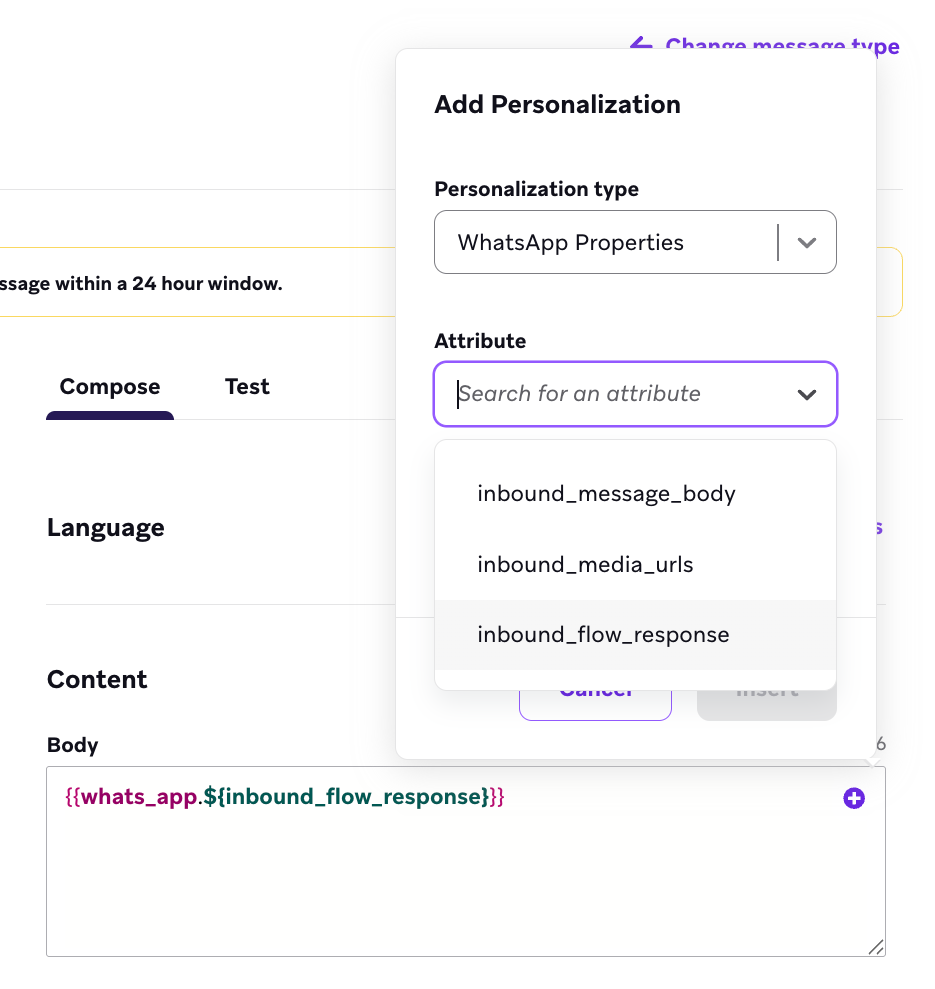 Change message type
Add Personalization
Personalization type
WhatsApp Properties
ssage within a 24 hour window.
Attribute
Search for an attribute
Compose
Test
inbound_message_body
inbound_media_urls
inbound_flow_response
Language
s
Content
Cancel
Insert
Body
6
{{whats_app.${inbound_flow_response}}}